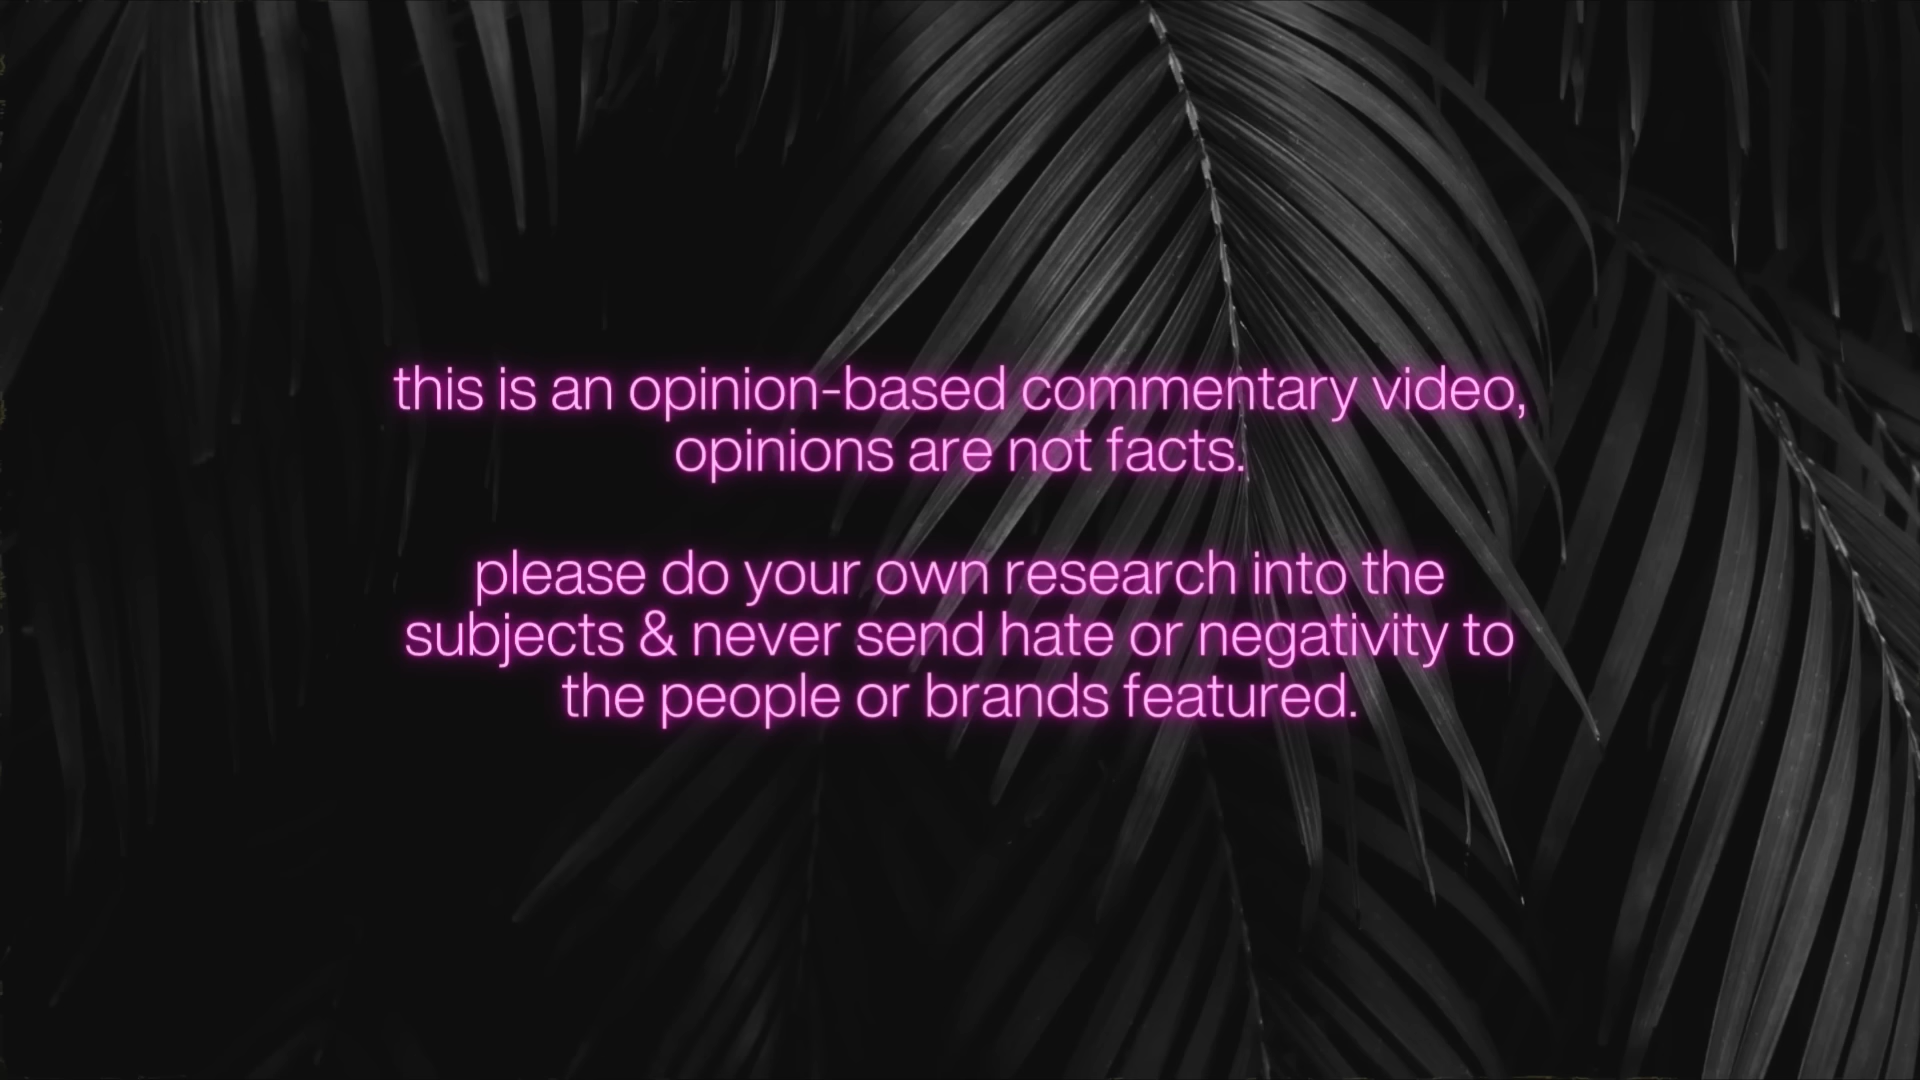 this is an opinion-based commentary video,
opinions are not facts.
please do your own research into the
subjects & never send hate or negativity to
the people or brands featured.